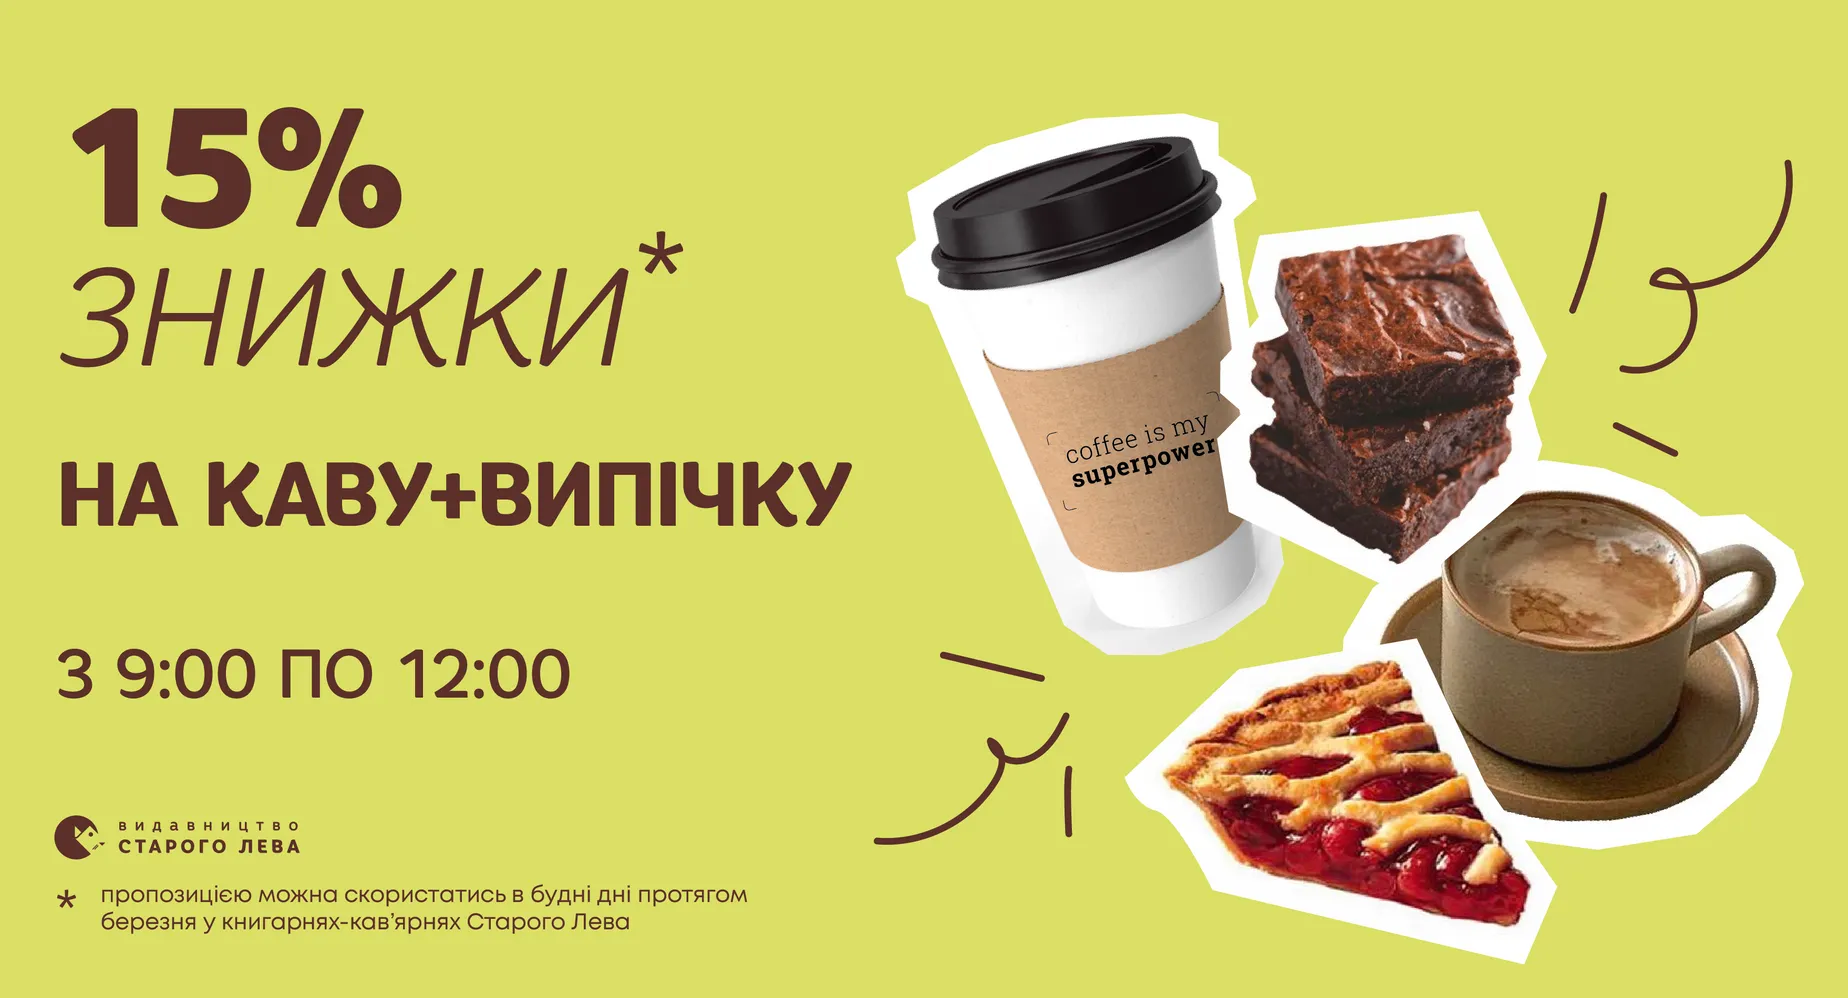 15%
ЗНИЖКИ*
НА КАВУ+ВИПІЧКУ
З 9:00 ПО 12:00
видавництво
СТАРОГО ЛЕВА
* пропозицією можна скористатись в будні дні протягом
березня у книгарнях-кав’ярнях Старого Лева
coffee is my
superpower